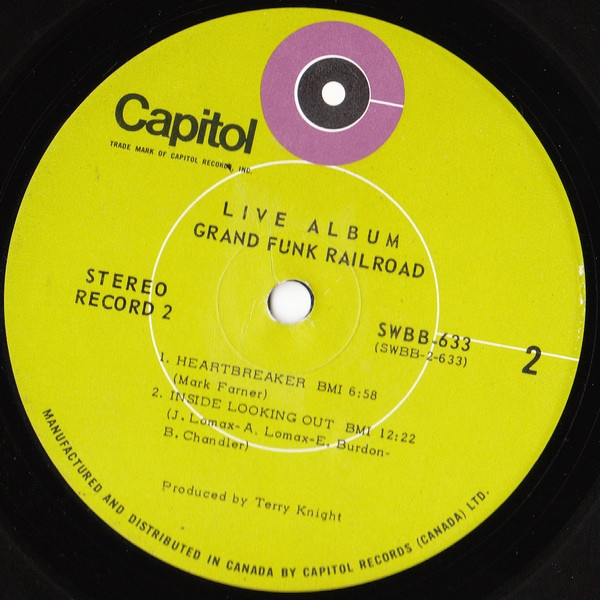 Capitol
TRADE MARK OF CAPITOL RECORDS, INC.
LIVE ALBUM
GRAND FUNK RAILROAD
STEREO
RECORD 2
SWBB-633
(SWBB-2-633)
2
1. HEARTBREAKER BMI 6:58
(Mark Farner)
2. INSIDE LOOKING OUT BMI 12:22
(J. Lomax-A. Lomax-E. Burdon-
B. Chandler)
Produced by Terry Knight
MANUFACTURED AND DISTRIBUTED IN CANADA BY CAPITOL RECORDS (CANADA) LTD.